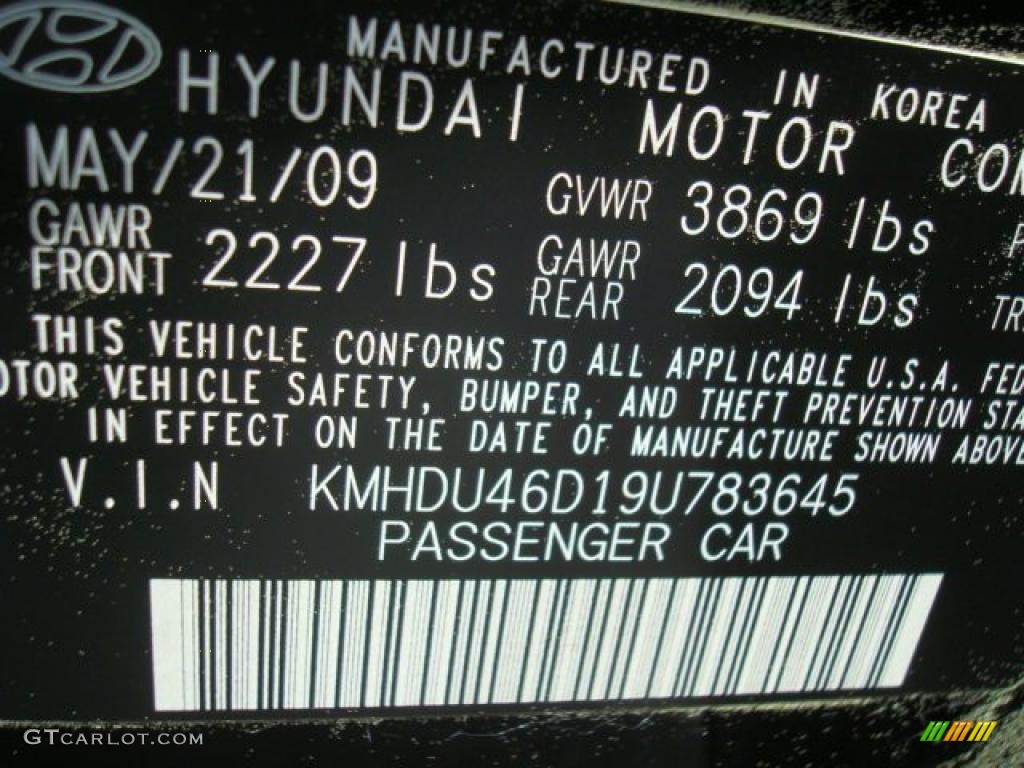 MANUFACTURED IN KOREA
HYUNDAI MOTOR
MAY/21/09 GVWR 3869 lbs
GAWR FRONT 2227 lbs GAWR REAR 2094 lbs
THIS VEHICLE CONFORMS TO ALL APPLICABLE U.S.A.
VEHICLE SAFETY, BUMPER, AND THEFT PREVENTION
IN EFFECT ON THE DATE OF MANUFACTURE SHOWN ABOVE
V.I.N KMHDU46D19U783645
PASSENGER CAR
GTCARLOT.COM